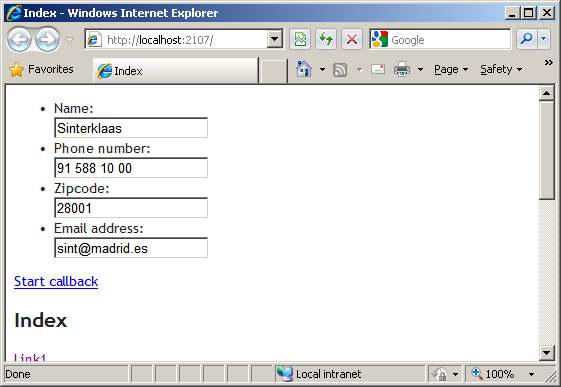 Index - Windows Internet Explorer
http://localhost:2107/
Google
Favorites
Index
Page
Safety
»
• Name:
Sinterklaas
• Phone number:
91 588 10 00
• Zipcode:
28001
• Email address:
sint@madrid.es
Start callback
Index
Link1
Done
Local intranet
100%